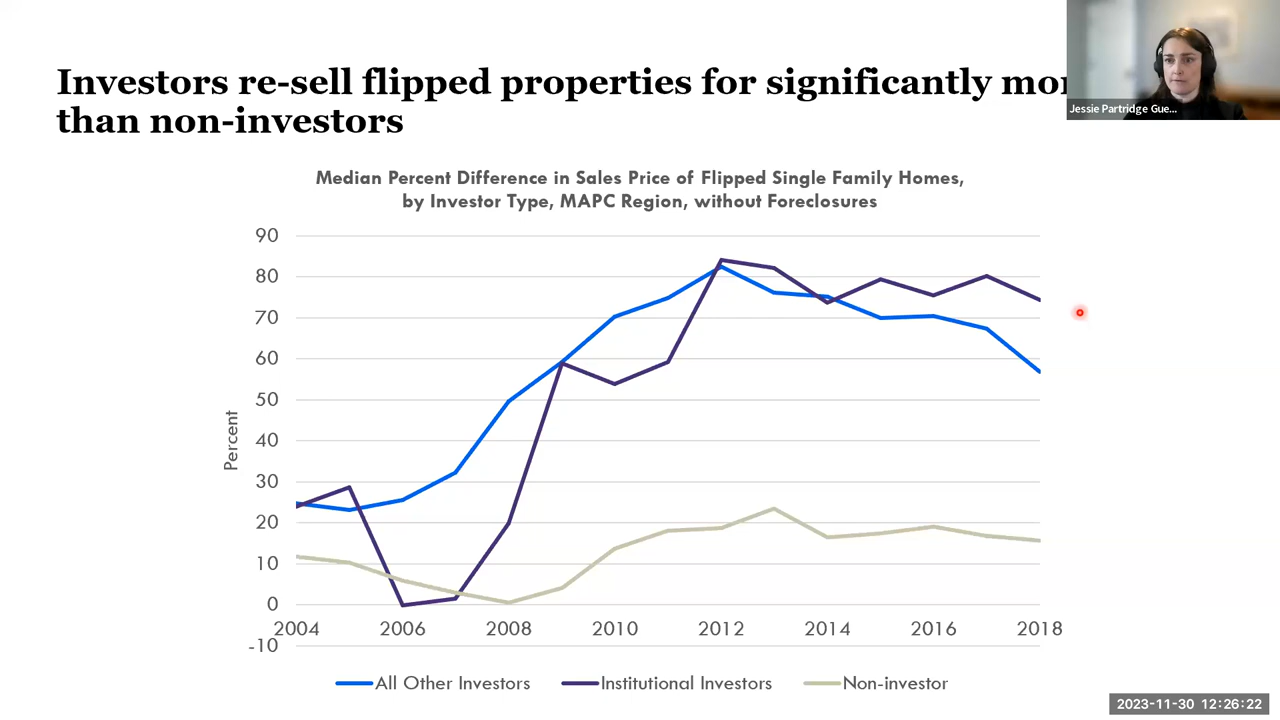 Investors re-sell flipped properties for significantly
than non-investors
Jessie Partridge Gue...
Median Percent Difference in Sales Price of Flipped Single Family Homes,
by Investor Type, MAPC Region, without Foreclosures
90
80
70
60
50
40
30
20
10
0
-10
Percent
2004 2006 2008 2010 2012 2014 2016 2018
All Other Investors Institutional Investors Non-investor
2023-11-30 12:26:22